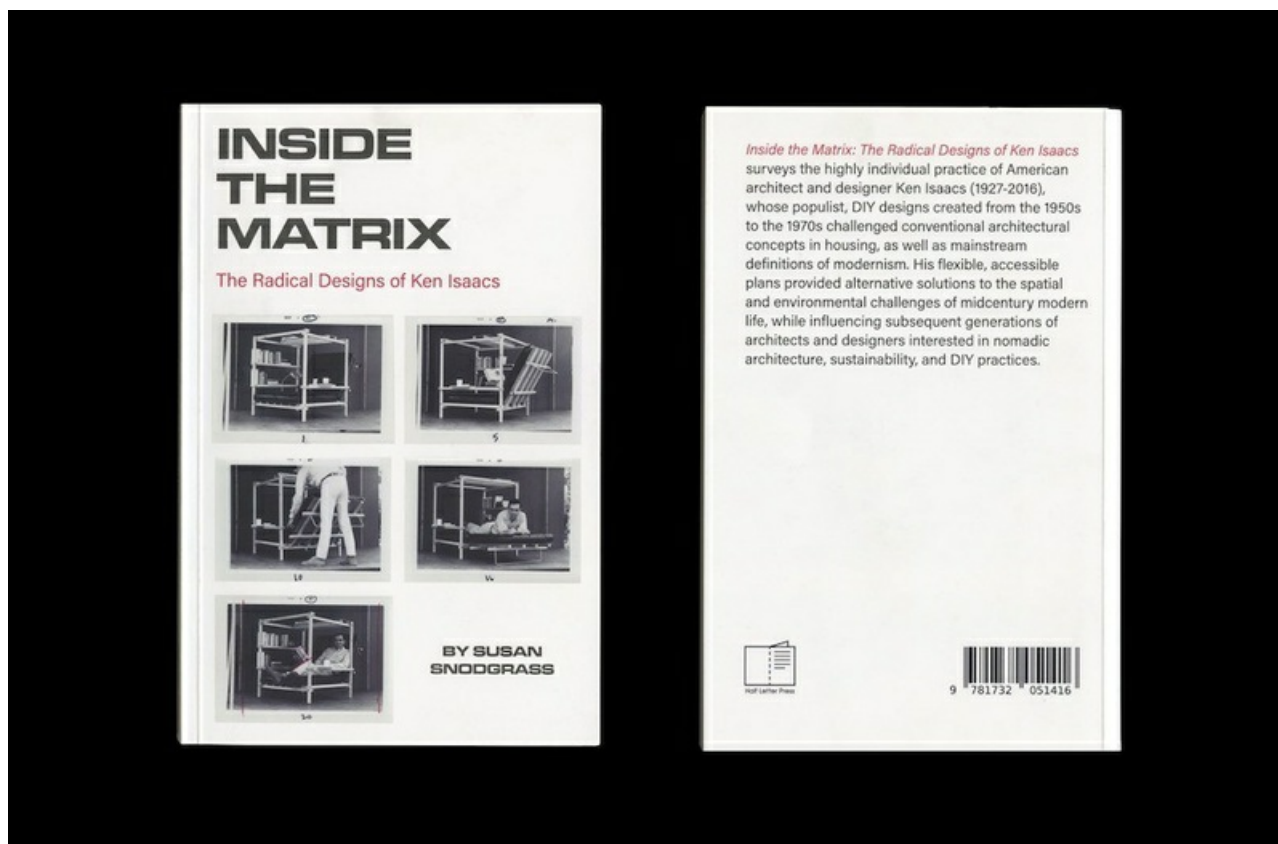 INSIDE
THE
MATRIX
The Radical Designs of Ken Isaacs
1
5
16
20
BY SUSAN
SNODGRASS
Inside the Matrix: The Radical Designs of Ken Isaacs
surveys the highly individual practice of American
architect and designer Ken Isaacs (1927-2016),
whose populist, DIY designs created from the 1950s
to the 1970s challenged conventional architectural
concepts in housing, as well as mainstream
definitions of modernism. His flexible, accessible
plans provided alternative solutions to the spatial
and environmental challenges of midcentury modern
life, while influencing subsequent generations of
architects and designers interested in nomadic
architecture, sustainability, and DIY practices.
Half Letter Press
9 781732 051416